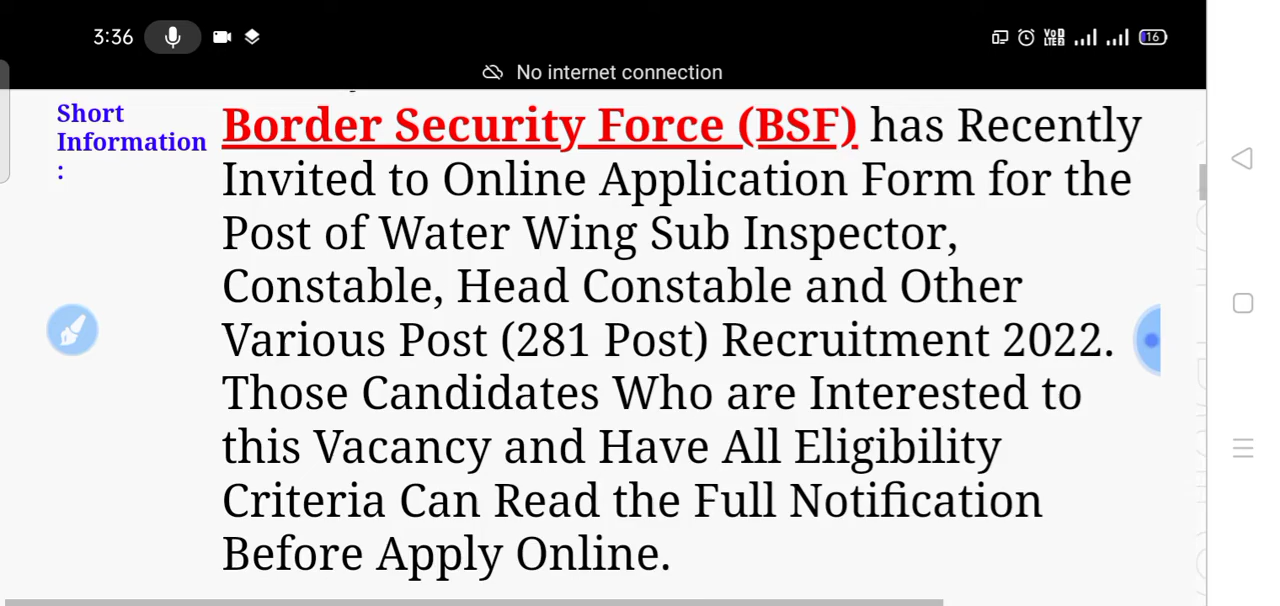 3:36
VoD LTE2
16
No internet connection
Short
Information
:
Border Security Force (BSF) has Recently
Invited to Online Application Form for the
Post of Water Wing Sub Inspector,
Constable, Head Constable and Other
Various Post (281 Post) Recruitment 2022.
Those Candidates Who are Interested to
this Vacancy and Have All Eligibility
Criteria Can Read the Full Notification
Before Apply Online.